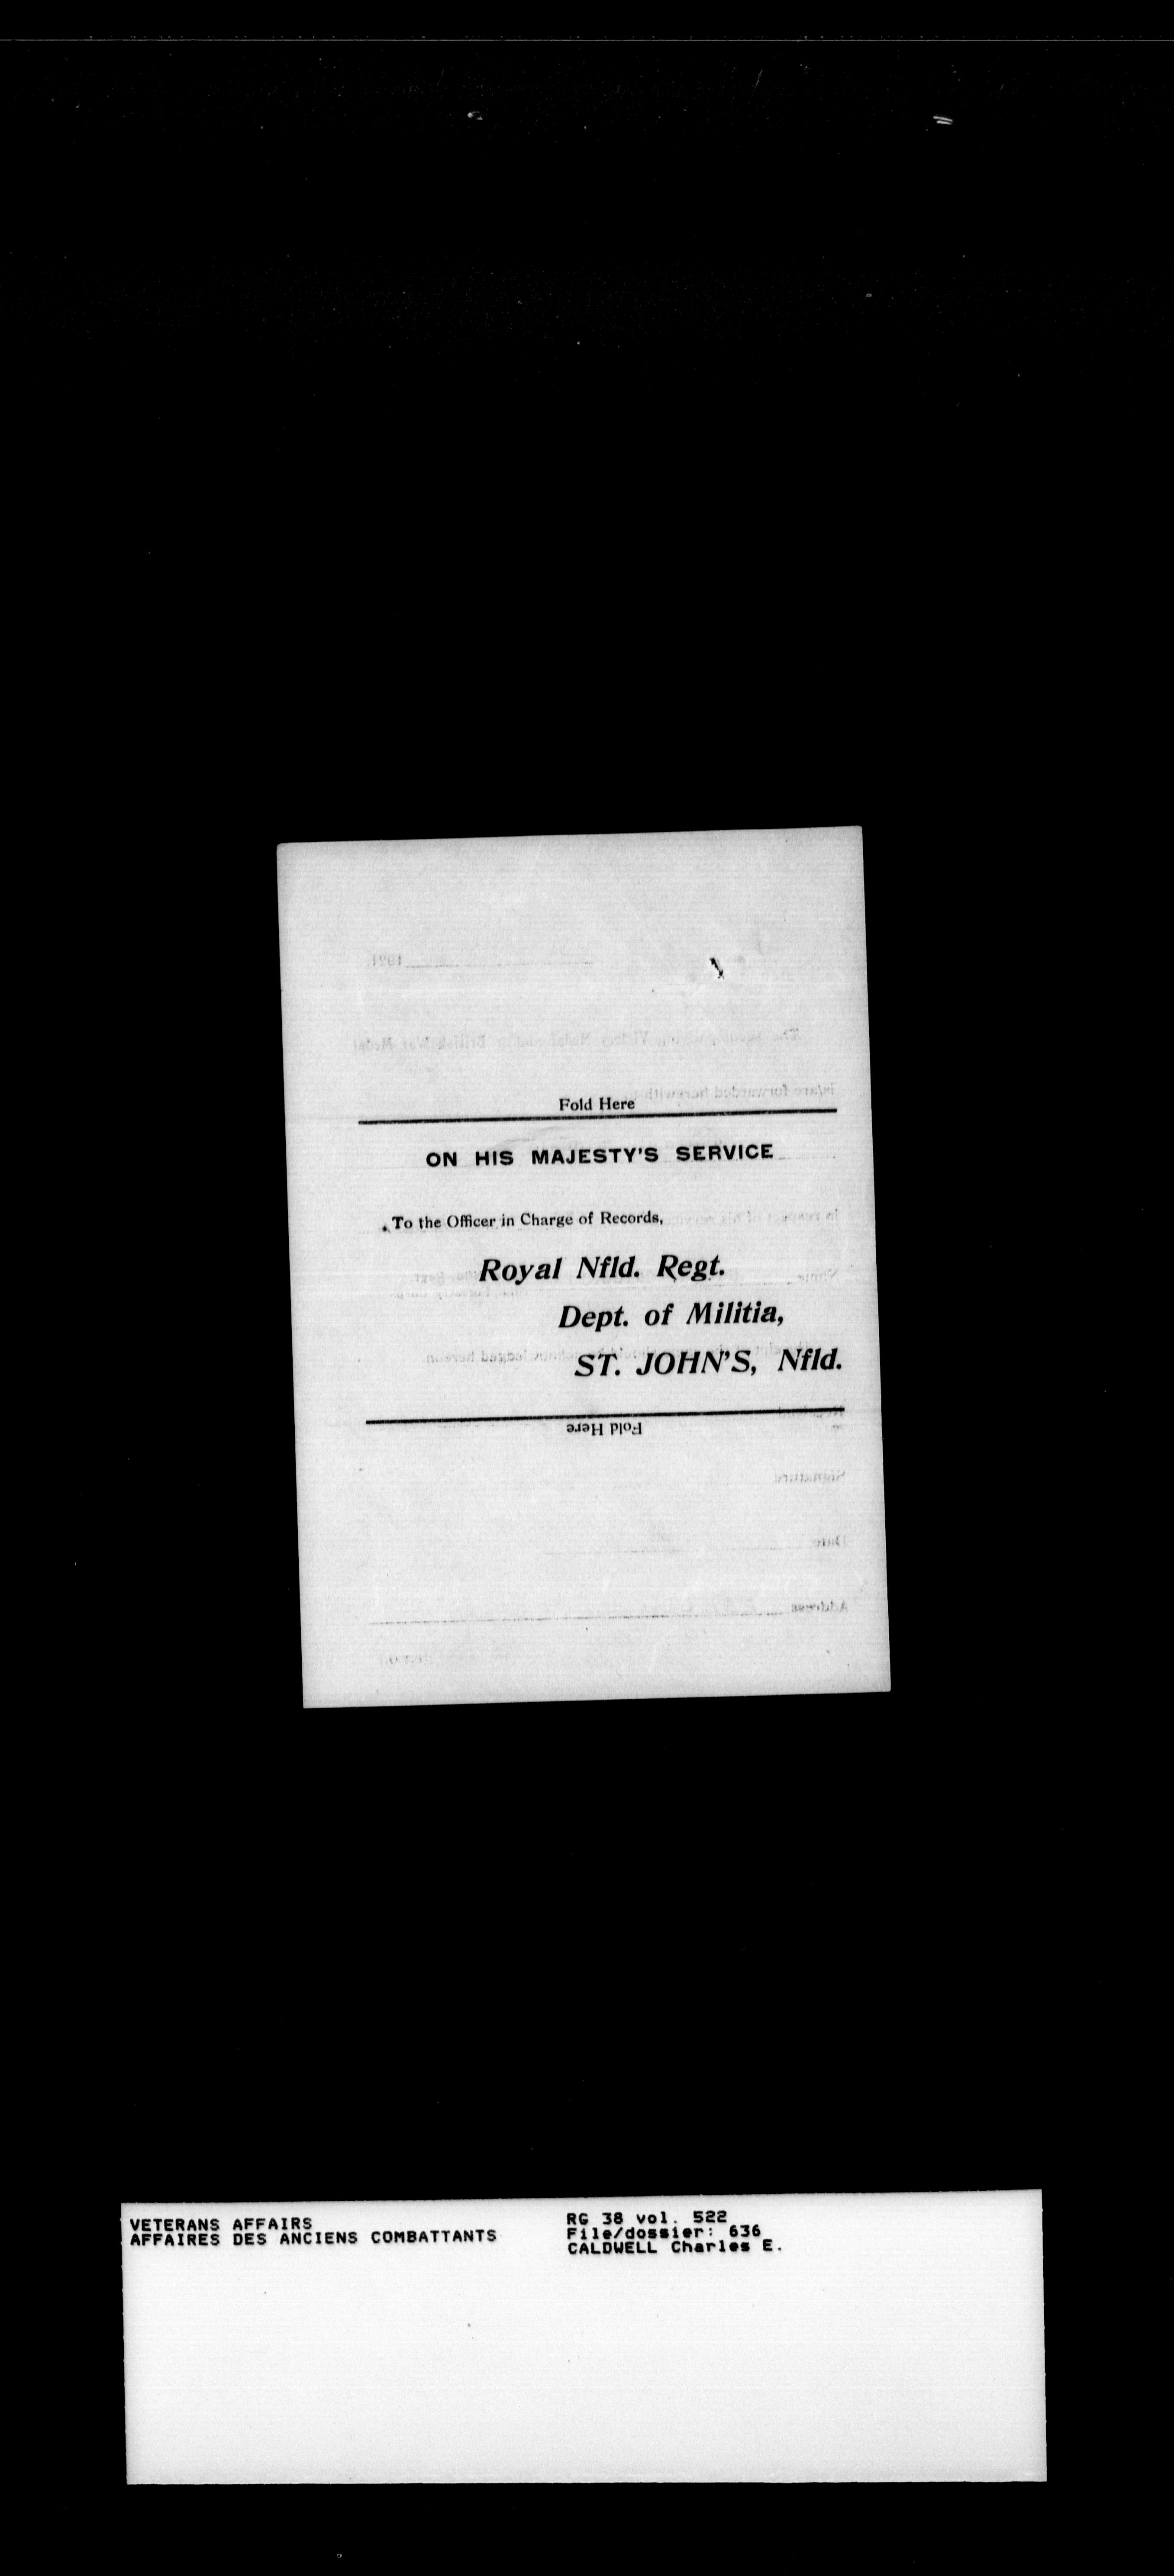 Fold Here
ON HIS MAJESTY'S SERVICE
To the Officer in Charge of Records,
Royal Nfld. Regt.
Dept. of Militia,
ST. JOHN'S, Nfld.
Fold Here
VETERANS AFFAIRS
AFFAIRES DES ANCIENS COMBATTANTS
RG 38 vol. 522
File/dossier: 636
CALDWELL Charles E.